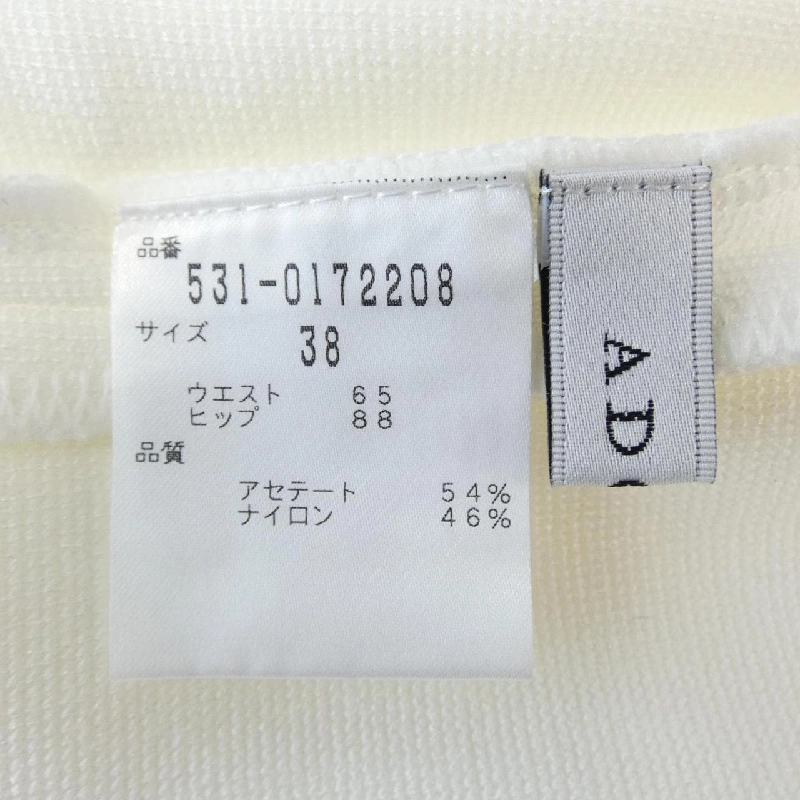 品番
531-0172208
サイズ 38
ウエスト 65
ヒップ 88
品質
アセテート 54%
ナイロン 46%
AD